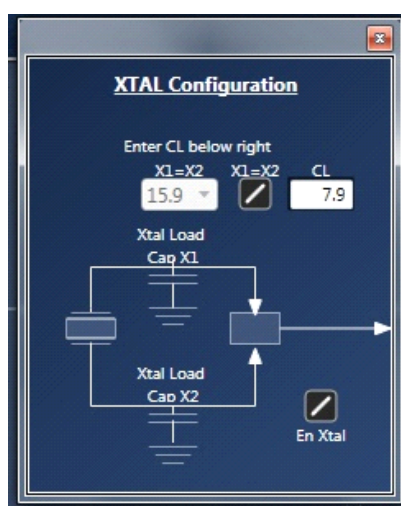 XTAL Configuration
Enter CL below right
X1=X2 X1=X2 CL
15.9 7.9
Xtal Load
Cap X1
Xtal Load
Cap X2
En Xtal